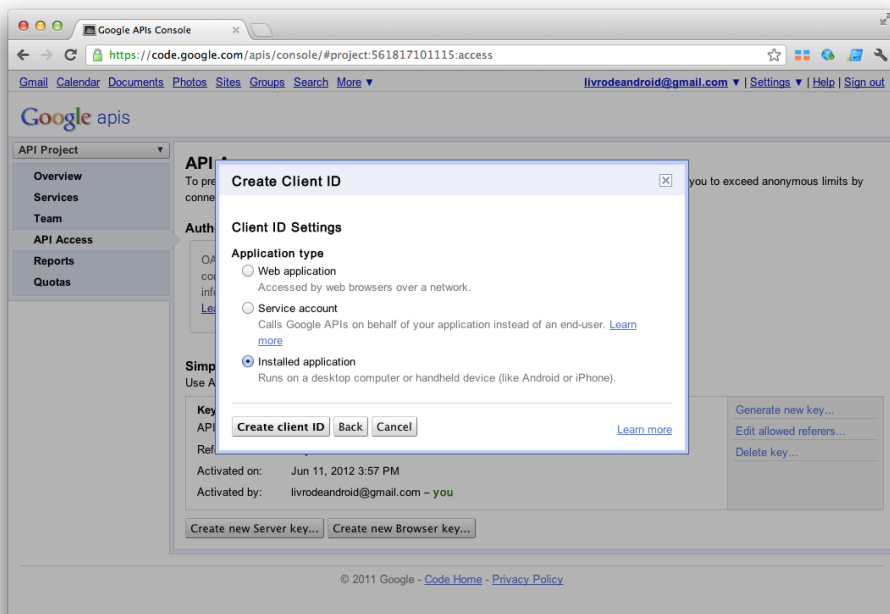 Google APIs Console
https://code.google.com/apis/console/#project:561817101115:access
Gmail Calendar Documents Photos Sites Groups Search More ▼ livrodeandroid@gmail.com ▼ | Settings ▼ | Help | Sign out
Google apis
API Project ▼
Overview
Services
Team
API Access
Reports
Quotas
API
To pre
you to exceed anonymous limits by
conne
Auth
OA
co
inf
Le
Simp
Use A
Create Client ID
Client ID Settings
Application type
Web application
Accessed by web browsers over a network.
Service account
Calls Google APIs on behalf of your application instead of an end-user. Learn
more
Installed application
Runs on a desktop computer or handheld device (like Android or iPhone).
Create client ID Back Cancel
Learn more
Key
API
Ref
Activated on: Jun 11, 2012 3:57 PM
Activated by: livrodeandroid@gmail.com – you
Generate new key...
Edit allowed referers...
Delete key...
Create new Server key... Create new Browser key...
© 2011 Google - Code Home - Privacy Policy